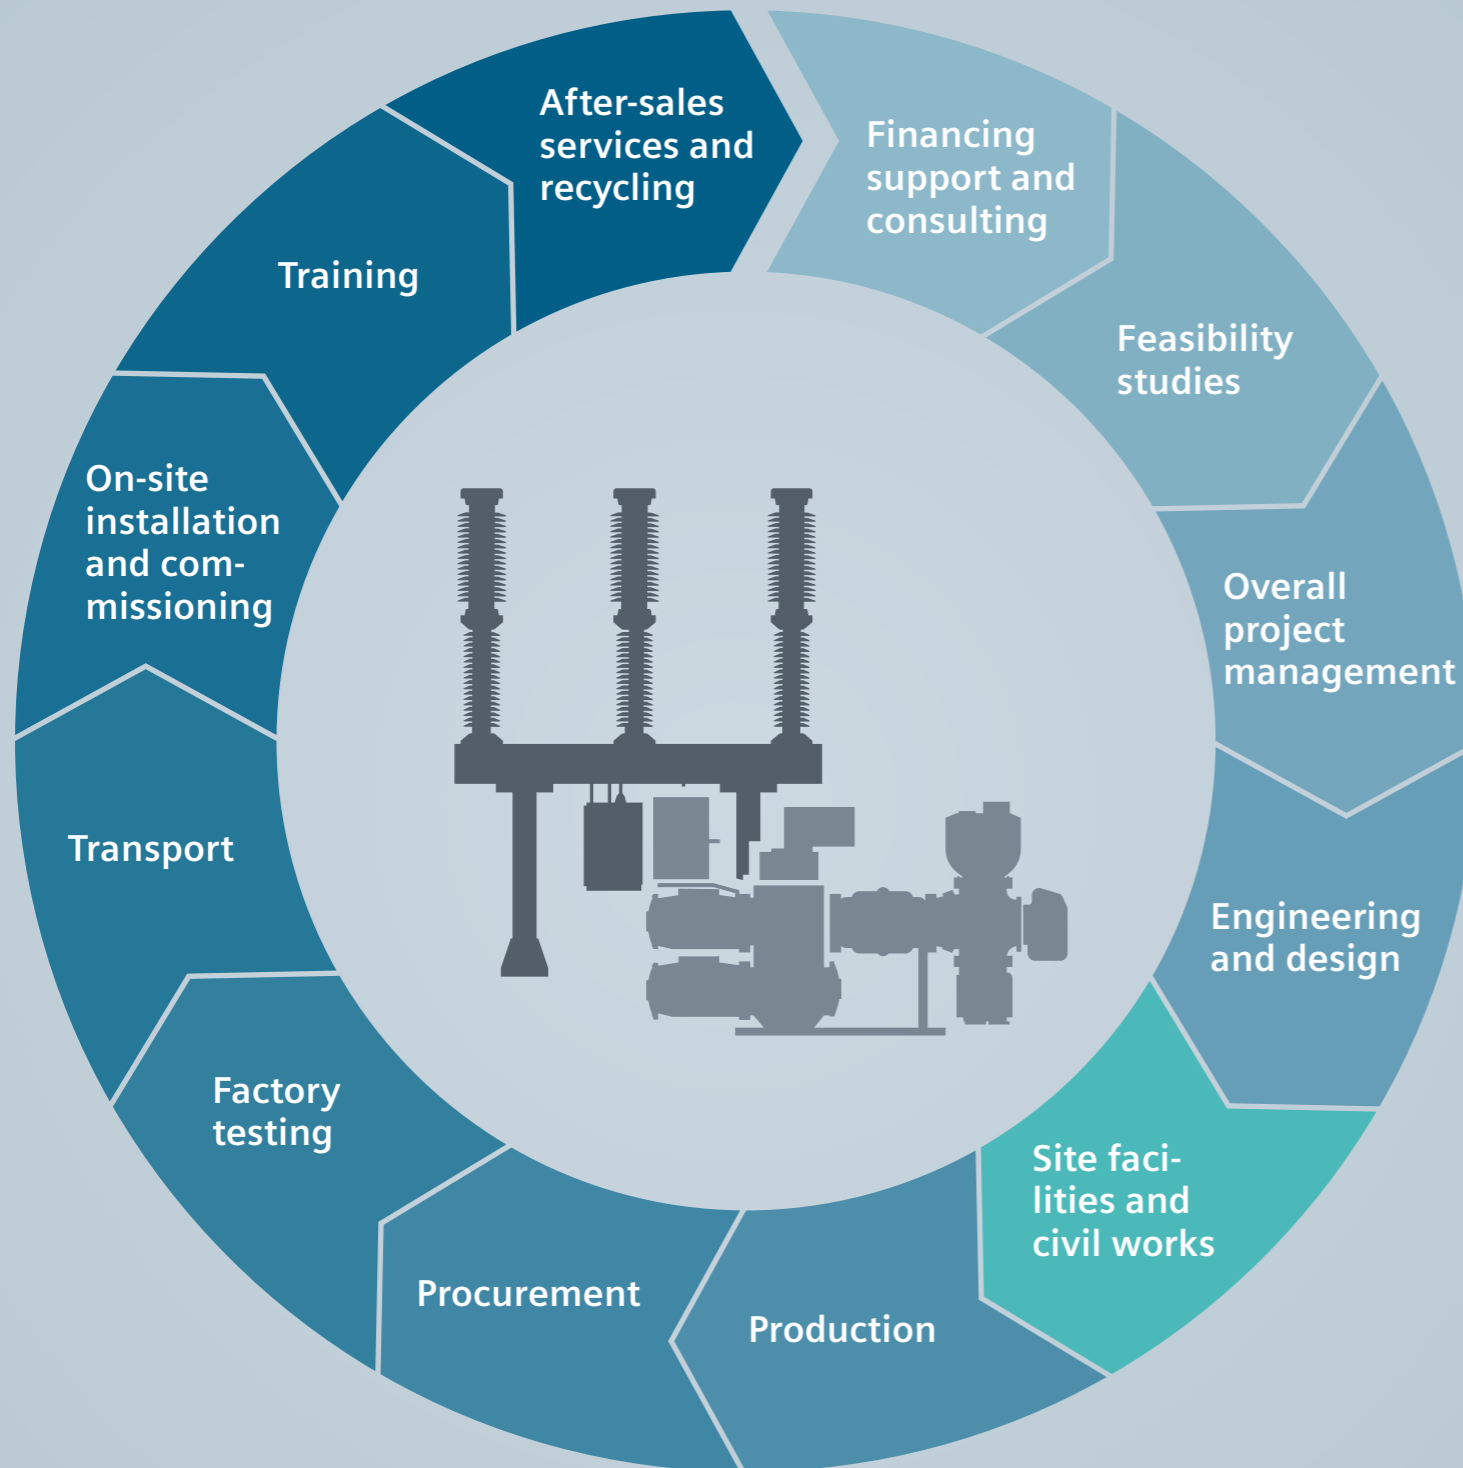 Financing
support and
consulting
Feasibility
studies
Overall
project
management
Engineering
and design
Site faci-
lities and
civil works
Production
Procurement
Factory
testing
Transport
On-site
installation
and com-
missioning
Training
After-sales
services and
recycling